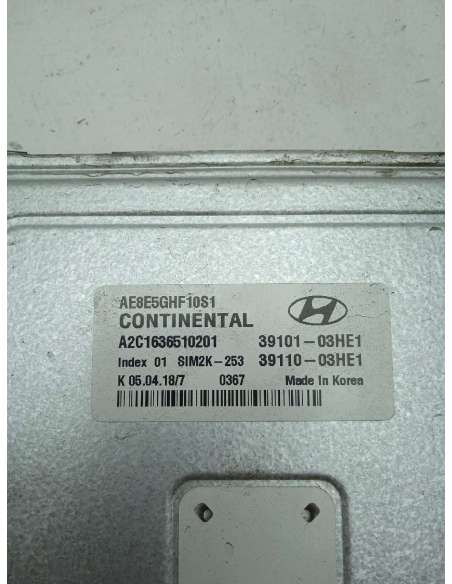 AE8E5GHF10S1
CONTINENTAL
A2C1636510201 39101-03HE1
Index 01 SIM2K-253 39110-03HE1
K 05.04.18/7 0367 Made in Korea